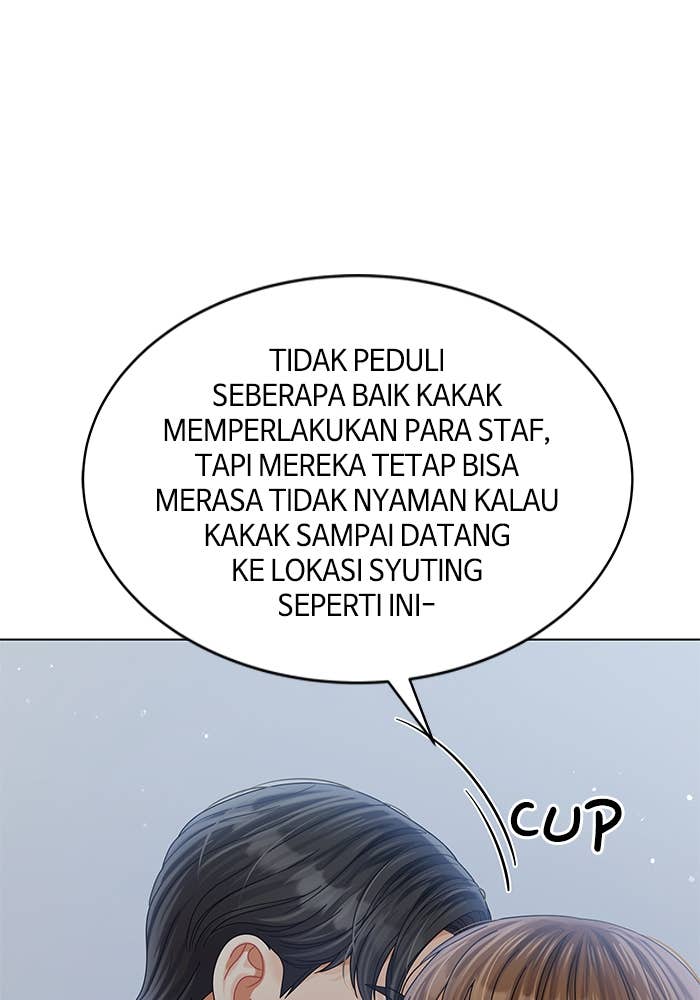 TIDAK PEDULI
SEBERAPA BAIK KAKAK
MEMPERLAKUKAN PARA STAF,
TAPI MEREKA TETAP BISA
MERASA TIDAK NYAMAN KALAU
KAKAK SAMPAI DATANG
KE LOKASI SYUTING
SEPERTI INI-
CUP